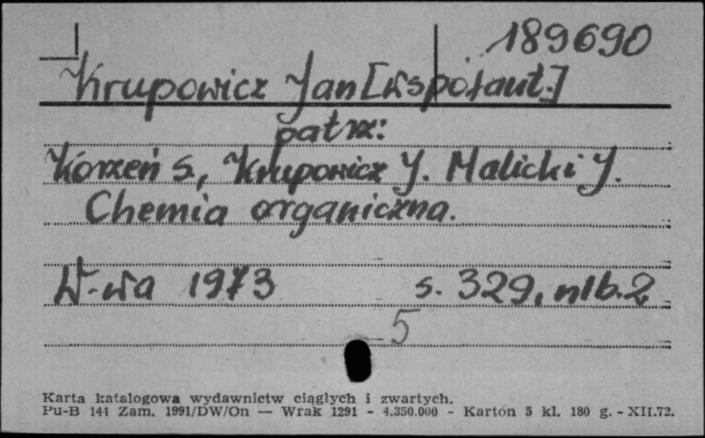 189690
Krupowicz Jan [współaut.]
patrz:
Korzeń S., Krupowicz J. Malicki J.
Chemia organiczna.
W-wa 1973 s. 329, nlb. 2
5
Karta katalogowa wydawnictw ciągłych i zwartych.
Pu-B 144 Zam. 1991/DW/On — Wrak 1291 - 4.350.000 - Karton 5 kl. 180 g. - XII.72.